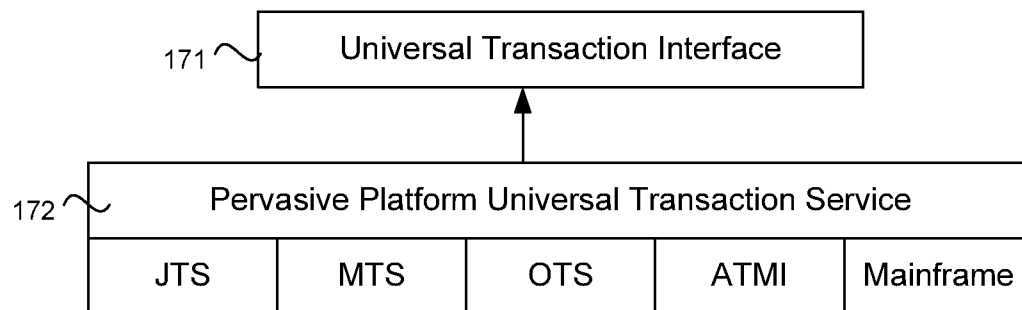 171 Universal Transaction Interface
172 Pervasive Platform Universal Transaction Service
JTS MTS OTS ATMI Mainframe